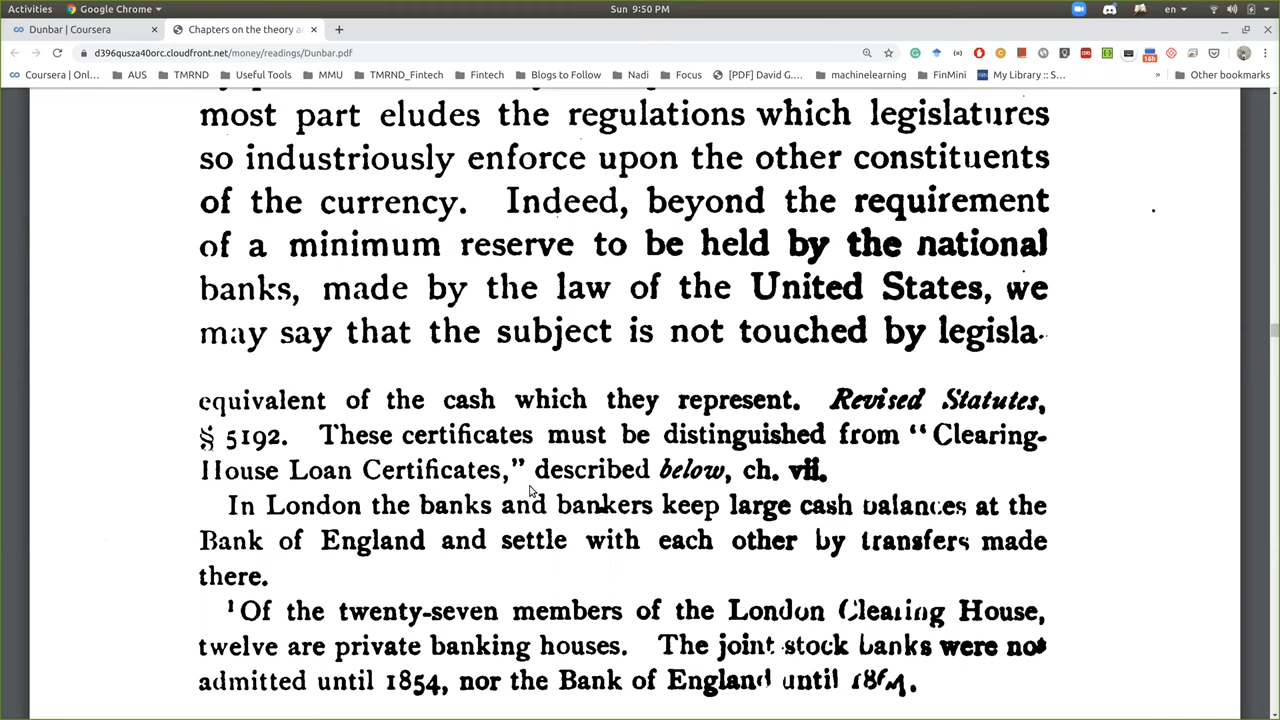 Activities
Google Chrome
Sun 9:50 PM
en
Dunbar | Coursera
Chapters on the theory a
d396qusza40orc.cloudfront.net/money/readings/Dunbar.pdf
16h
Coursera | Onl...
AUS
TMRND
Useful Tools
MMU
TMRND_Fintech
Fintech
Blogs to Follow
Nadi
Focus
[PDF] David G....
machinelearning
FinMini
My Library :: S...
»
Other bookmarks
most part eludes the regulations which legislatures
so industriously enforce upon the other constituents
of the currency. Indeed, beyond the requirement
of a minimum reserve to be held by the national
banks, made by the law of the United States, we
may say that the subject is not touched by legisla-
equivalent of the cash which they represent. Revised Statutes,
§ 5192. These certificates must be distinguished from "Clearing-
House Loan Certificates," described below, ch. vii.
In London the banks and bankers keep large cash balances at the
Bank of England and settle with each other by transfers made
there.
¹Of the twenty-seven members of the London Clearing House,
twelve are private banking houses. The joint stock banks were not
admitted until 1854, nor the Bank of England until